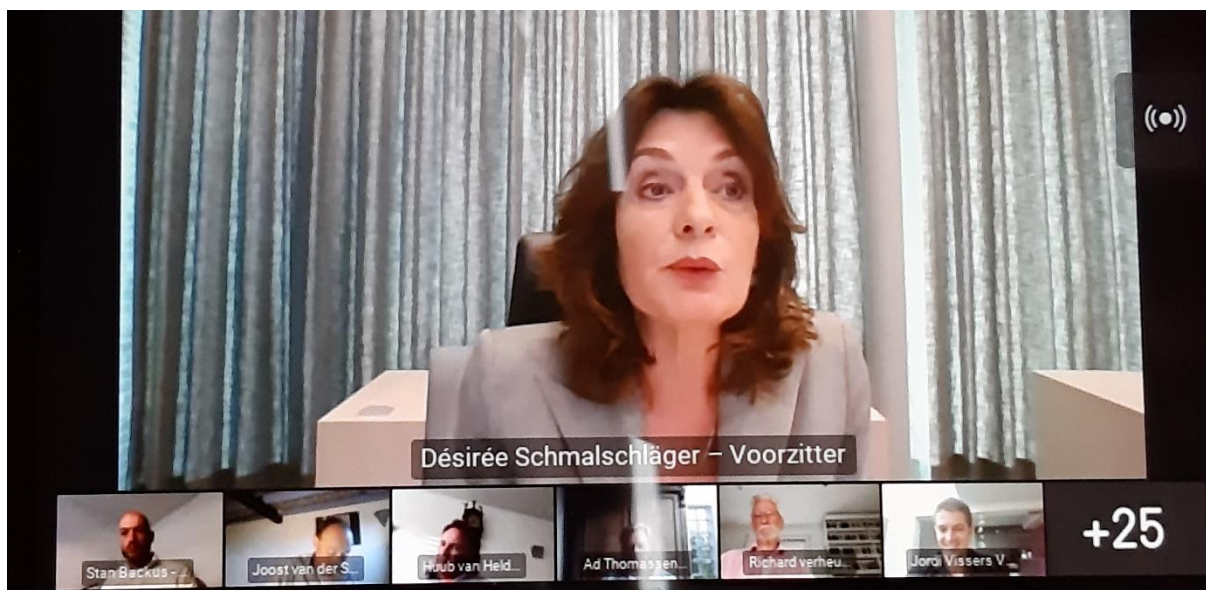 Désirée Schmalschläger – Voorzitter
Stan Backus - ...
Joost van der S...
Huub van Held...
Ad Thomassen...
Richard verheu...
Jordi Vissers V...
+25